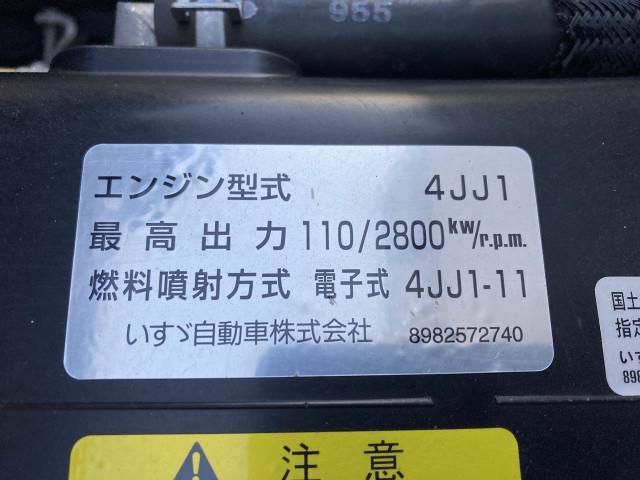 955
エンジン型式 4JJ1
最高出力 110/2800kW/r.p.m.
燃料噴射方式 電子式 4JJ1-11
いすゞ自動車株式会社 8982572740
国土
指定
いす
898
注意